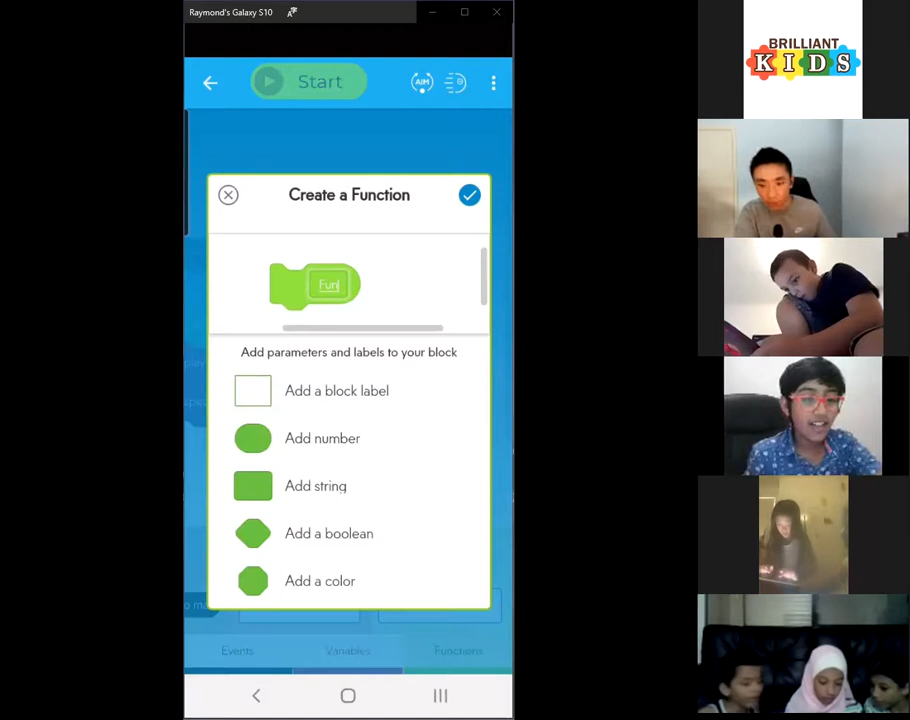 Raymond's Galaxy S10
Start
AIM
Create a Function
Fun
Add parameters and labels to your block
Add a block label
Add number
Add string
Add a boolean
Add a color
Events
Variables
Functions
BRILLIANT
KIDS